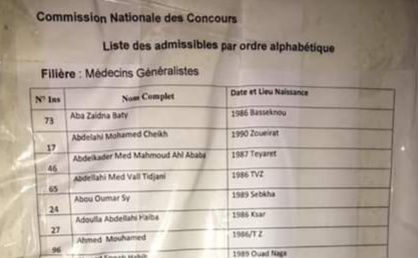 Commission Nationale des Concours
Liste des admissibles par ordre alphabétique
Filière : Médecins Généralistes
N° Ins Nom Complet Date et Lieu Naissance
73 Aba Zaidna Baty 1986 Basseknou
17 Abdelahi Mohamed Cheikh 1990 Zoueirat
46 Abdelkader Med Mahmoud Ahl Ababa 1987 Teyaret
65 Abdellahi Med Vall Tidjani 1986 TVZ
24 Abou Oumar Sy 1989 Sebkha
27 Adoulla Abdellahi Haiba 1986 Ksar
96 Ahmed Mouhamed 1986/T Z
1989 Ouad Naga